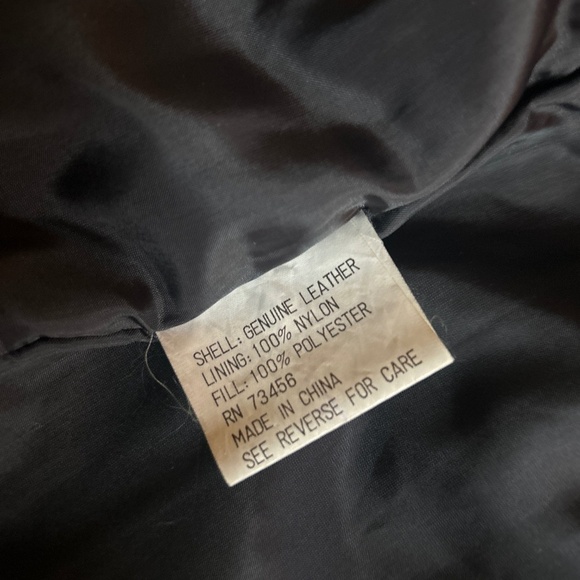 SHELL: GENUINE LEATHER
LINING: 100% NYLON
FILL: 100% POLYESTER
RN 73456
MADE IN CHINA
SEE REVERSE FOR CARE